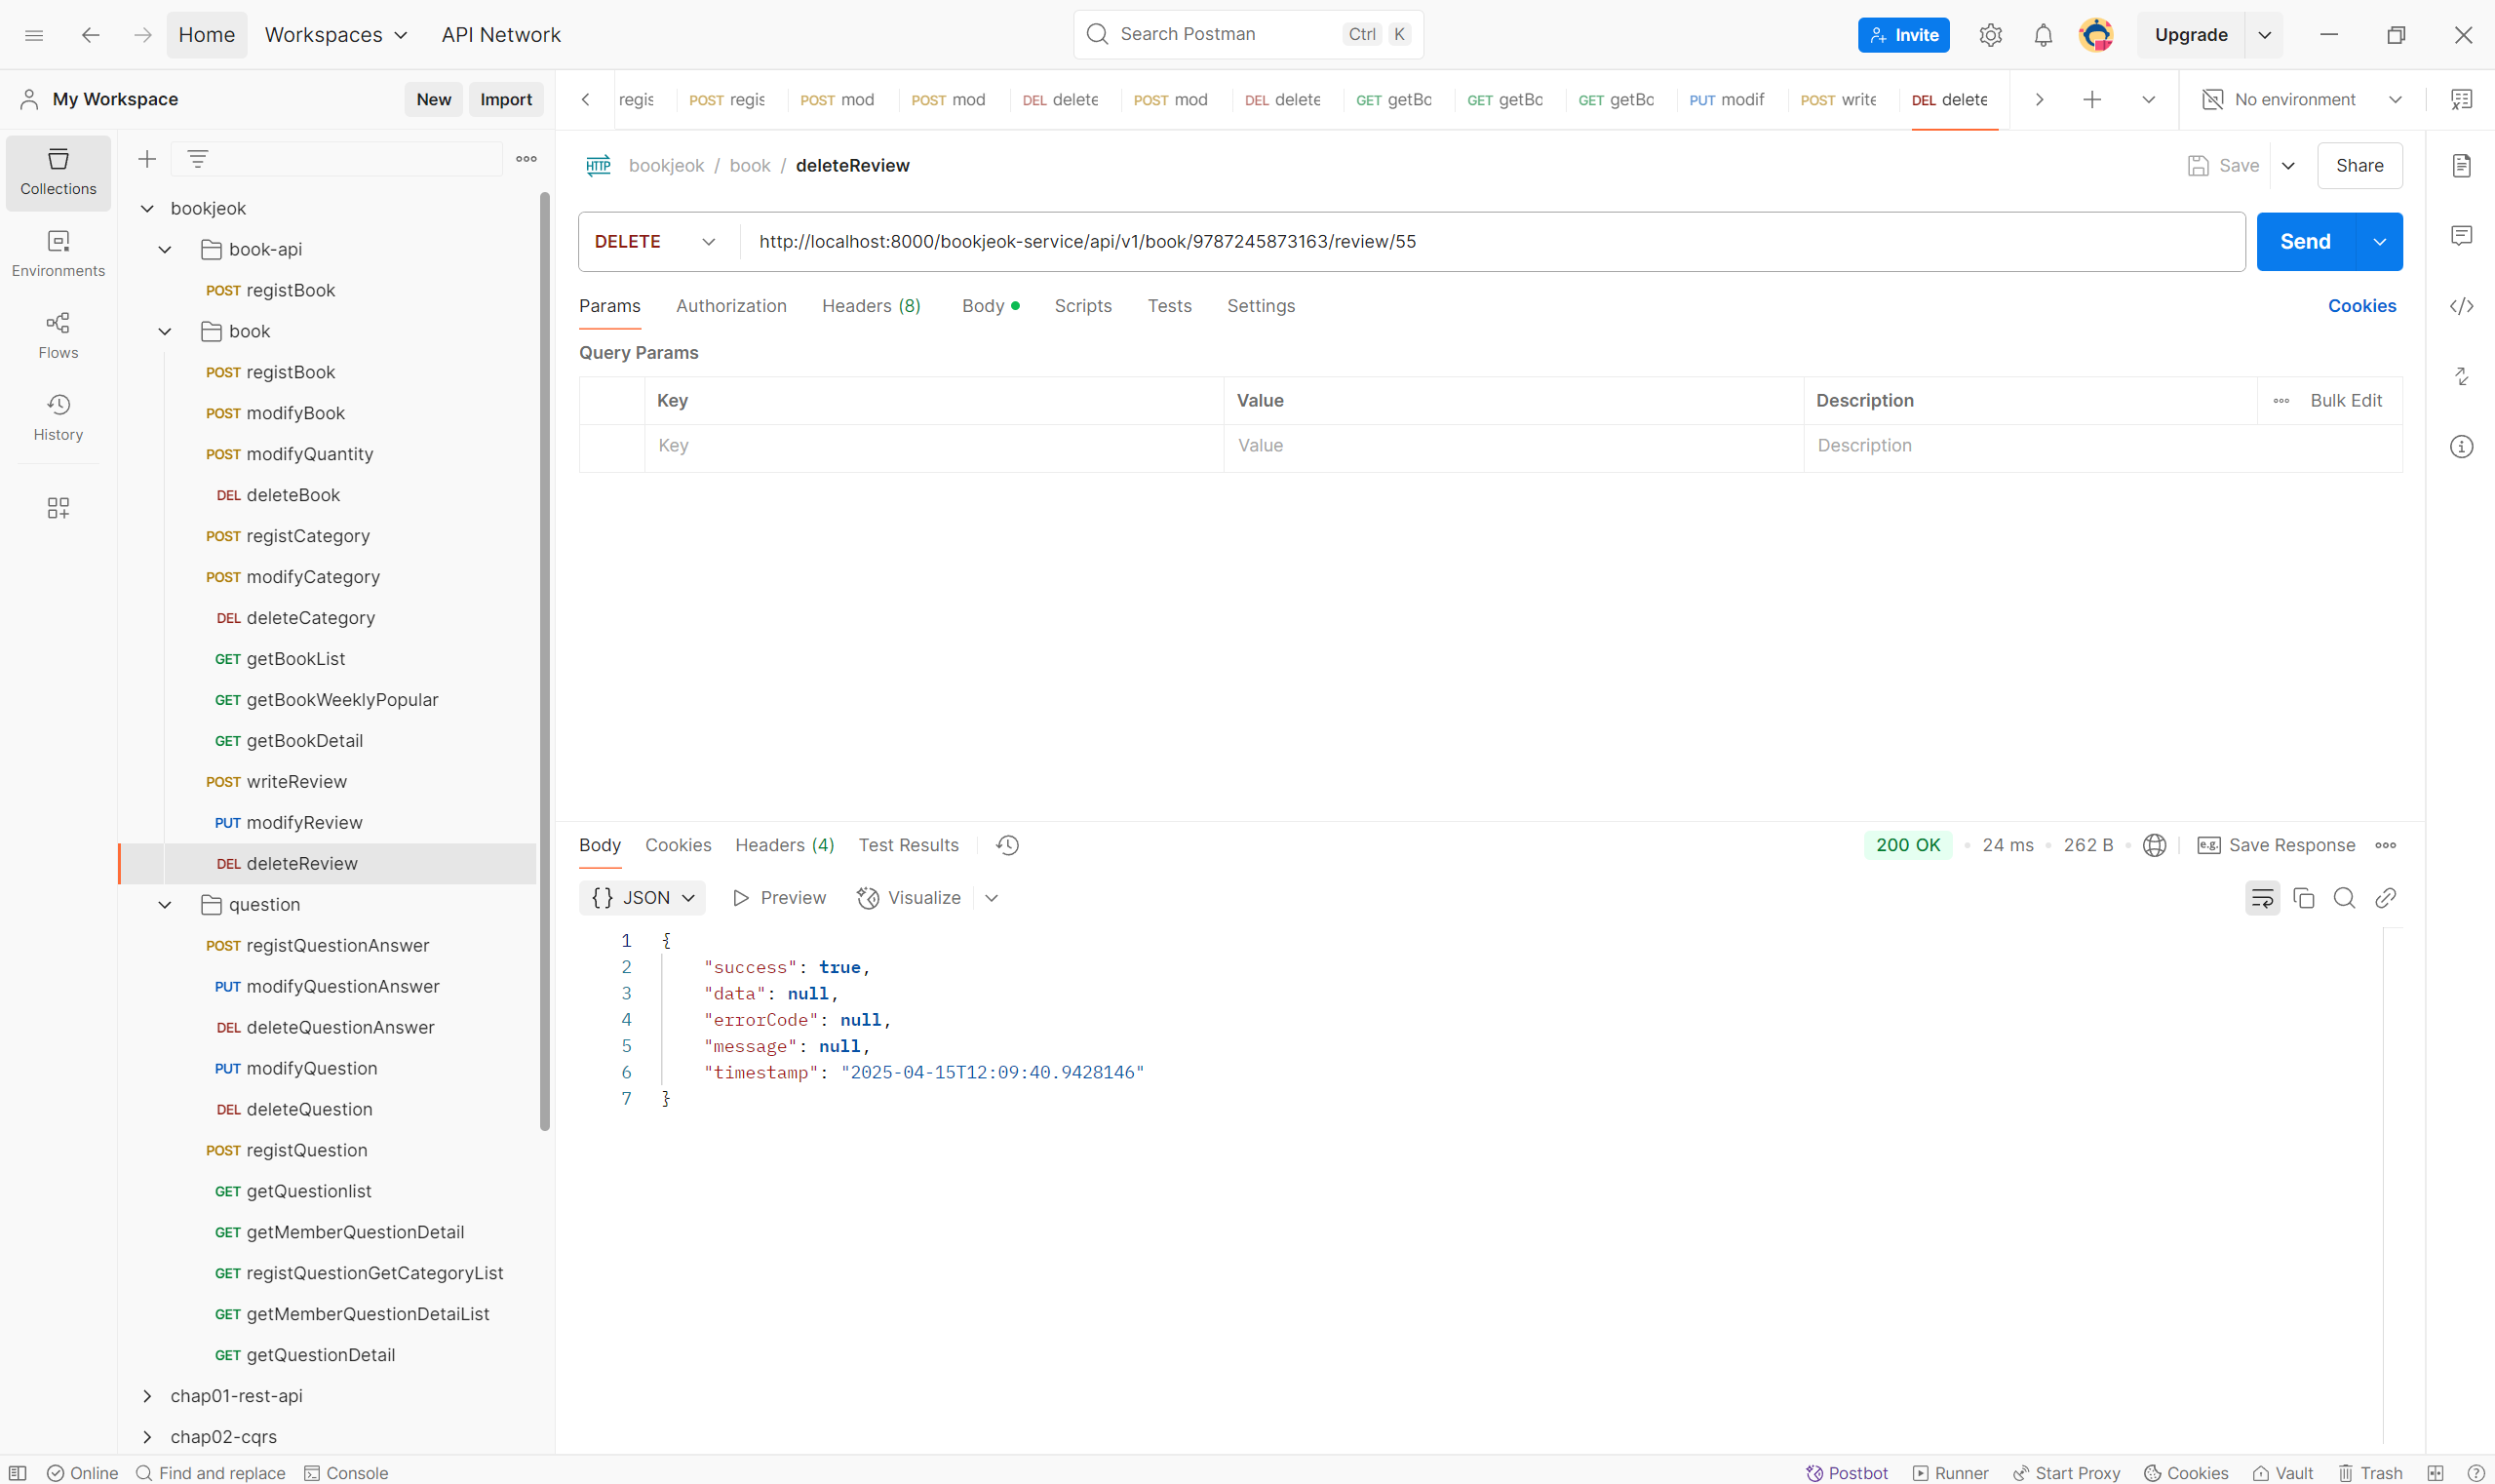 Home Workspaces API Network Search Postman Ctrl K Invite Upgrade
My Workspace New Import regis POST regis POST mod POST mod DEL delete POST mod DEL delete GET getBo GET getBo GET getBo PUT modif POST write DEL delete No environment
Collections
Environments
Flows
History
bookjeok
book-api
POST registBook
book
POST registBook
POST modifyBook
POST modifyQuantity
DEL deleteBook
POST registCategory
POST modifyCategory
DEL deleteCategory
GET getBookList
GET getBookWeeklyPopular
GET getBookDetail
POST writeReview
PUT modifyReview
DEL deleteReview
question
POST registQuestionAnswer
PUT modifyQuestionAnswer
DEL deleteQuestionAnswer
PUT modifyQuestion
DEL deleteQuestion
POST registQuestion
GET getQuestionlist
GET getMemberQuestionDetail
GET registQuestionGetCategoryList
GET getMemberQuestionDetaiList
GET getQuestionDetail
chap01-rest-api
chap02-cqrs
HTTP bookjeok / book / deleteReview Save Share
DELETE http://localhost:8000/bookjeok-service/api/v1/book/9787245873163/review/55 Send
Params Authorization Headers (8) Body Scripts Tests Settings Cookies
Query Params
Key Value Description Bulk Edit
Key Value Description
Body Cookies Headers (4) Test Results 200 OK 24 ms 262 B e.g. Save Response
{} JSON Preview Visualize
1 {
2 "success": true,
3 "data": null,
4 "errorCode": null,
5 "message": null,
6 "timestamp": "2025-04-15T12:09:40.9428146"
7 }
Online Find and replace Console Postbot Runner Start Proxy Cookies Vault Trash